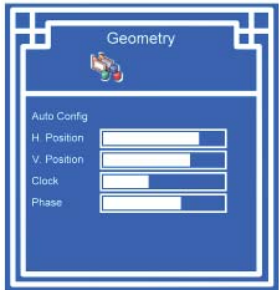 Geometry
Auto Config
H. Position
V. Position
Clock
Phase